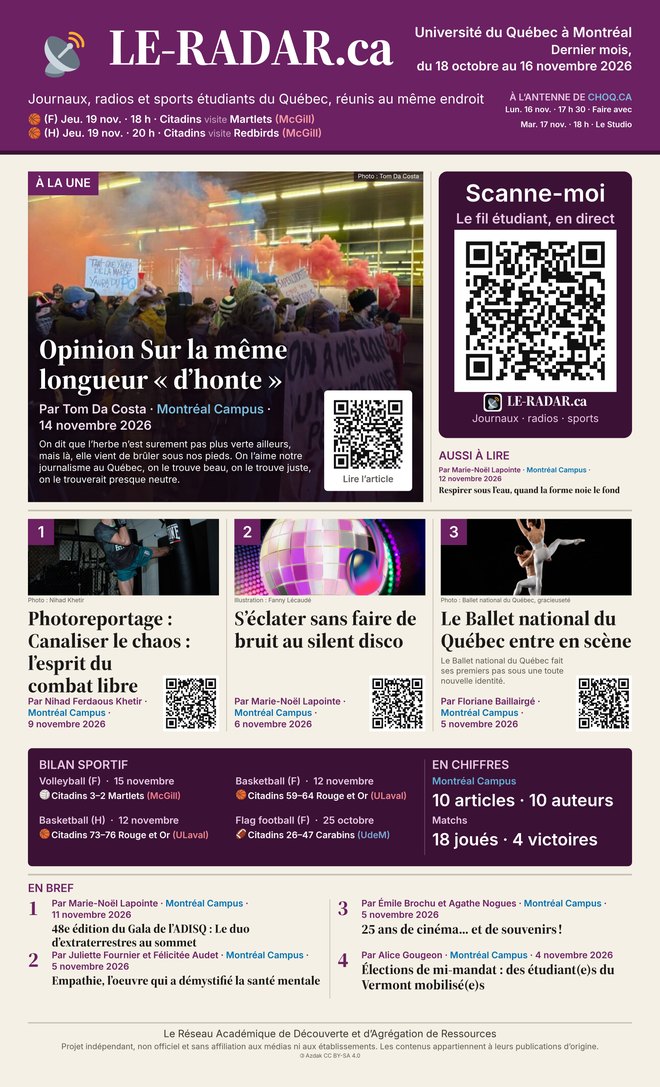 LE-RADAR.ca
Université du Québec à Montréal
Dernier mois,
du 18 octobre au 16 novembre 2026
Journaux, radios et sports étudiants du Québec, réunis au même endroit
(F) Jeu. 19 nov. · 18 h · Citadins visite Martlets (McGill)
(H) Jeu. 19 nov. · 20 h · Citadins visite Redbirds (McGill)
À L'ANTENNE DE CHOQ.CA
Lun. 16 nov. · 17 h 30 · Faire avec
Mar. 17 nov. · 18 h · Le Studio
À LA UNE
Photo : Tom Da Costa
Opinion Sur la même
longueur « d'honte »
Par Tom Da Costa · Montréal Campus ·
14 novembre 2026
On dit que l'herbe n'est surement pas plus verte ailleurs,
mais là, elle vient de brûler sous nos pieds. On l'aime notre
journalisme au Québec, on le trouve beau, on le trouve juste,
on le trouverait presque neutre.
Lire l'article
Scanne-moi
Le fil étudiant, en direct
LE-RADAR.ca
Journaux · radios · sports
AUSSI À LIRE
Par Marie-Noël Lapointe · Montréal Campus ·
12 novembre 2026
Respirer sous l'eau, quand la forme noie le fond
1
Photo : Nihad Khetir
Photoreportage :
Canaliser le chaos :
l'esprit du
combat libre
Par Nihad Ferdaous Khetir ·
Montréal Campus ·
9 novembre 2026
2
Illustration : Fanny Lécaudé
S'éclater sans faire de
bruit au silent disco
Par Marie-Noël Lapointe ·
Montréal Campus ·
6 novembre 2026
3
Photo : Ballet national du Québec, gracieuseté
Le Ballet national du
Québec entre en scène
Le Ballet national du Québec fait
ses premiers pas sous une toute
nouvelle identité.
Par Floriane Baillairgé ·
Montréal Campus ·
5 novembre 2026
BILAN SPORTIF
Volleyball (F) · 15 novembre
Citadins 3–2 Martlets (McGill)
Basketball (F) · 12 novembre
Citadins 59–64 Rouge et Or (ULaval)
Basketball (H) · 12 novembre
Citadins 73–76 Rouge et Or (ULaval)
Flag football (F) · 25 octobre
Citadins 26–47 Carabins (UdeM)
EN CHIFFRES
Montréal Campus
10 articles · 10 auteurs
Matchs
18 joués · 4 victoires
EN BREF
1
Par Marie-Noël Lapointe · Montréal Campus ·
11 novembre 2026
48e édition du Gala de l'ADISQ : Le duo
d'extraterrestres au sommet
2
Par Juliette Fournier et Félicitée Audet · Montréal Campus ·
5 novembre 2026
Empathie, l'oeuvre qui a démystifié la santé mentale
3
Par Émile Brochu et Agathe Nogues · Montréal Campus ·
5 novembre 2026
25 ans de cinéma… et de souvenirs !
4
Par Alice Gougeon · Montréal Campus · 4 novembre 2026
Élections de mi-mandat : des étudiant(e)s du
Vermont mobilisé(e)s
Le Réseau Académique de Découverte et d'Agrégation de Ressources
Projet indépendant, non officiel et sans affiliation aux médias ni aux établissements. Les contenus appartiennent à leurs publications d'origine.
© Azdak CC BY-SA 4.0